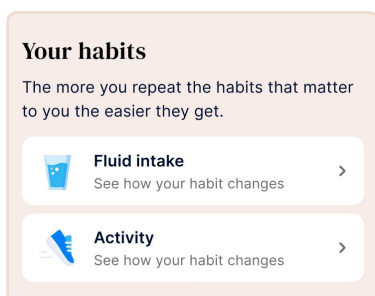 Your habits
The more you repeat the habits that matter
to you the easier they get.
Fluid intake
See how your habit changes
Activity
See how your habit changes